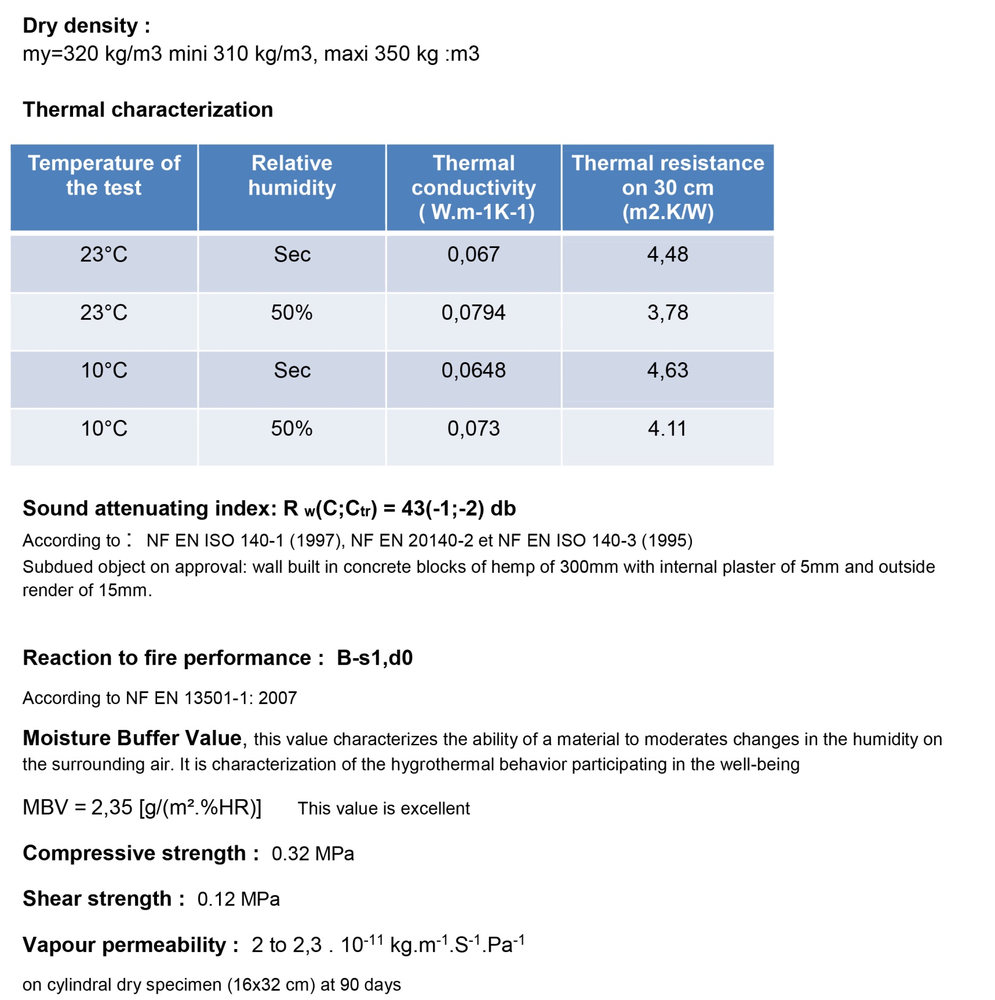 Dry density :
my=320 kg/m3 mini 310 kg/m3, maxi 350 kg :m3
Thermal characterization
Temperature of the test	Relative humidity	Thermal conductivity ( W.m-1K-1)	Thermal resistance on 30 cm (m2.K/W)
23°C	Sec	0,067	4,48
23°C	50%	0,0794	3,78
10°C	Sec	0,0648	4,63
10°C	50%	0,073	4.11
Sound attenuating index: R w(C;Ctr) = 43(-1;-2) db
According to : NF EN ISO 140-1 (1997), NF EN 20140-2 et NF EN ISO 140-3 (1995)
Subdued object on approval: wall built in concrete blocks of hemp of 300mm with internal plaster of 5mm and outside
render of 15mm.
Reaction to fire performance : B-s1,d0
According to NF EN 13501-1: 2007
Moisture Buffer Value, this value characterizes the ability of a material to moderates changes in the humidity on
the surrounding air. It is characterization of the hygrothermal behavior participating in the well-being
MBV = 2,35 [g/(m².%HR)] This value is excellent
Compressive strength : 0.32 MPa
Shear strength : 0.12 MPa
Vapour permeability : 2 to 2,3 . 10⁻¹¹ kg.m⁻¹.S⁻¹.Pa⁻¹
on cylindral dry specimen (16x32 cm) at 90 days